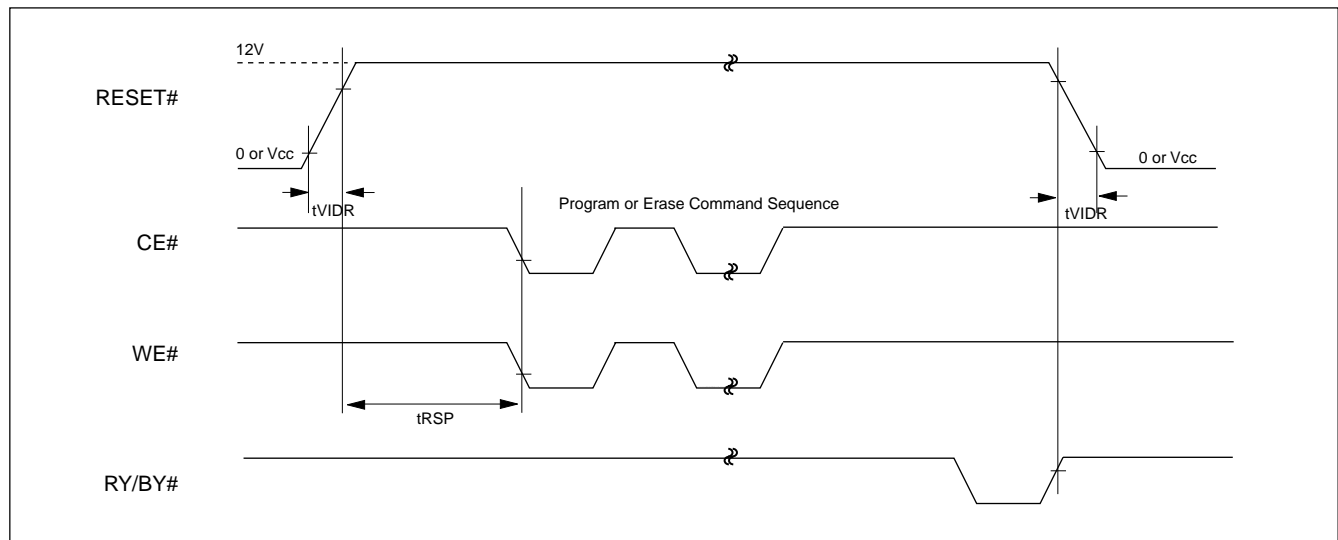 12V
RESET#
0 or Vcc
0 or Vcc
tVIDR
Program or Erase Command Sequence
tVIDR
CE#
WE#
tRSP
RY/BY#